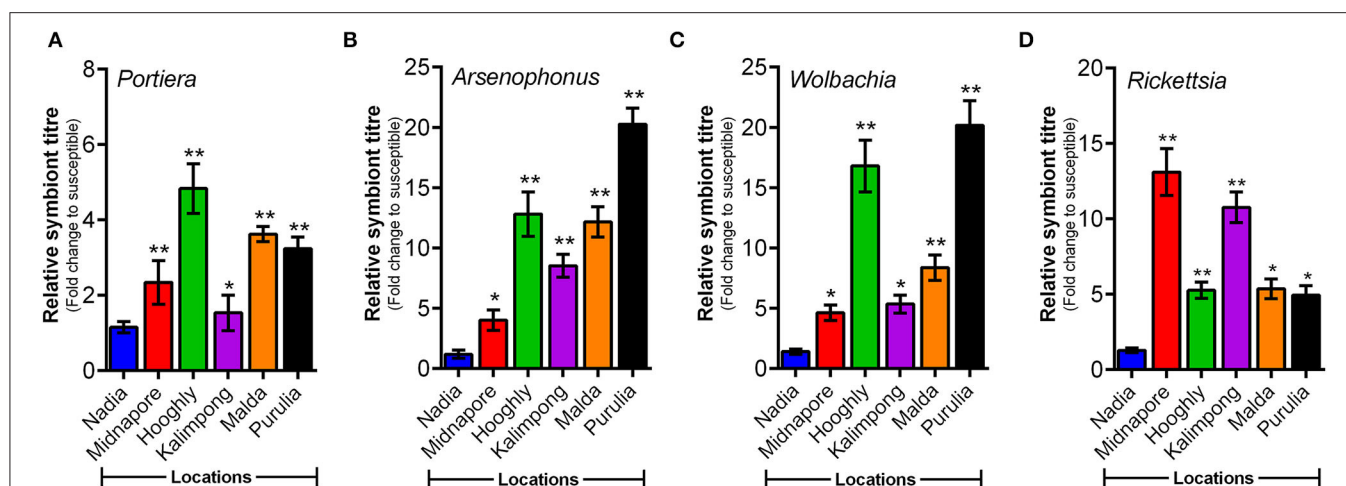 A
Portiera
Relative symbiont titre
(Fold change to susceptible)
8
6
4
2
0
**
**
*
**
**
Nadia
Midnapore
Hooghly
Kalimpong
Malda
Purulia
Locations
B
Arsenophonus
Relative symbiont titre
(Fold change to susceptible)
25
20
15
10
5
0
*
**
**
**
**
Nadia
Midnapore
Hooghly
Kalimpong
Malda
Purulia
Locations
C
Wolbachia
Relative symbiont titre
(Fold change to susceptible)
25
20
15
10
5
0
*
**
*
**
**
Nadia
Midnapore
Hooghly
Kalimpong
Malda
Purulia
Locations
D
Rickettsia
Relative symbiont titre
(Fold change to susceptible)
20
15
10
5
0
**
**
**
*
*
Nadia
Midnapore
Hooghly
Kalimpong
Malda
Purulia
Locations